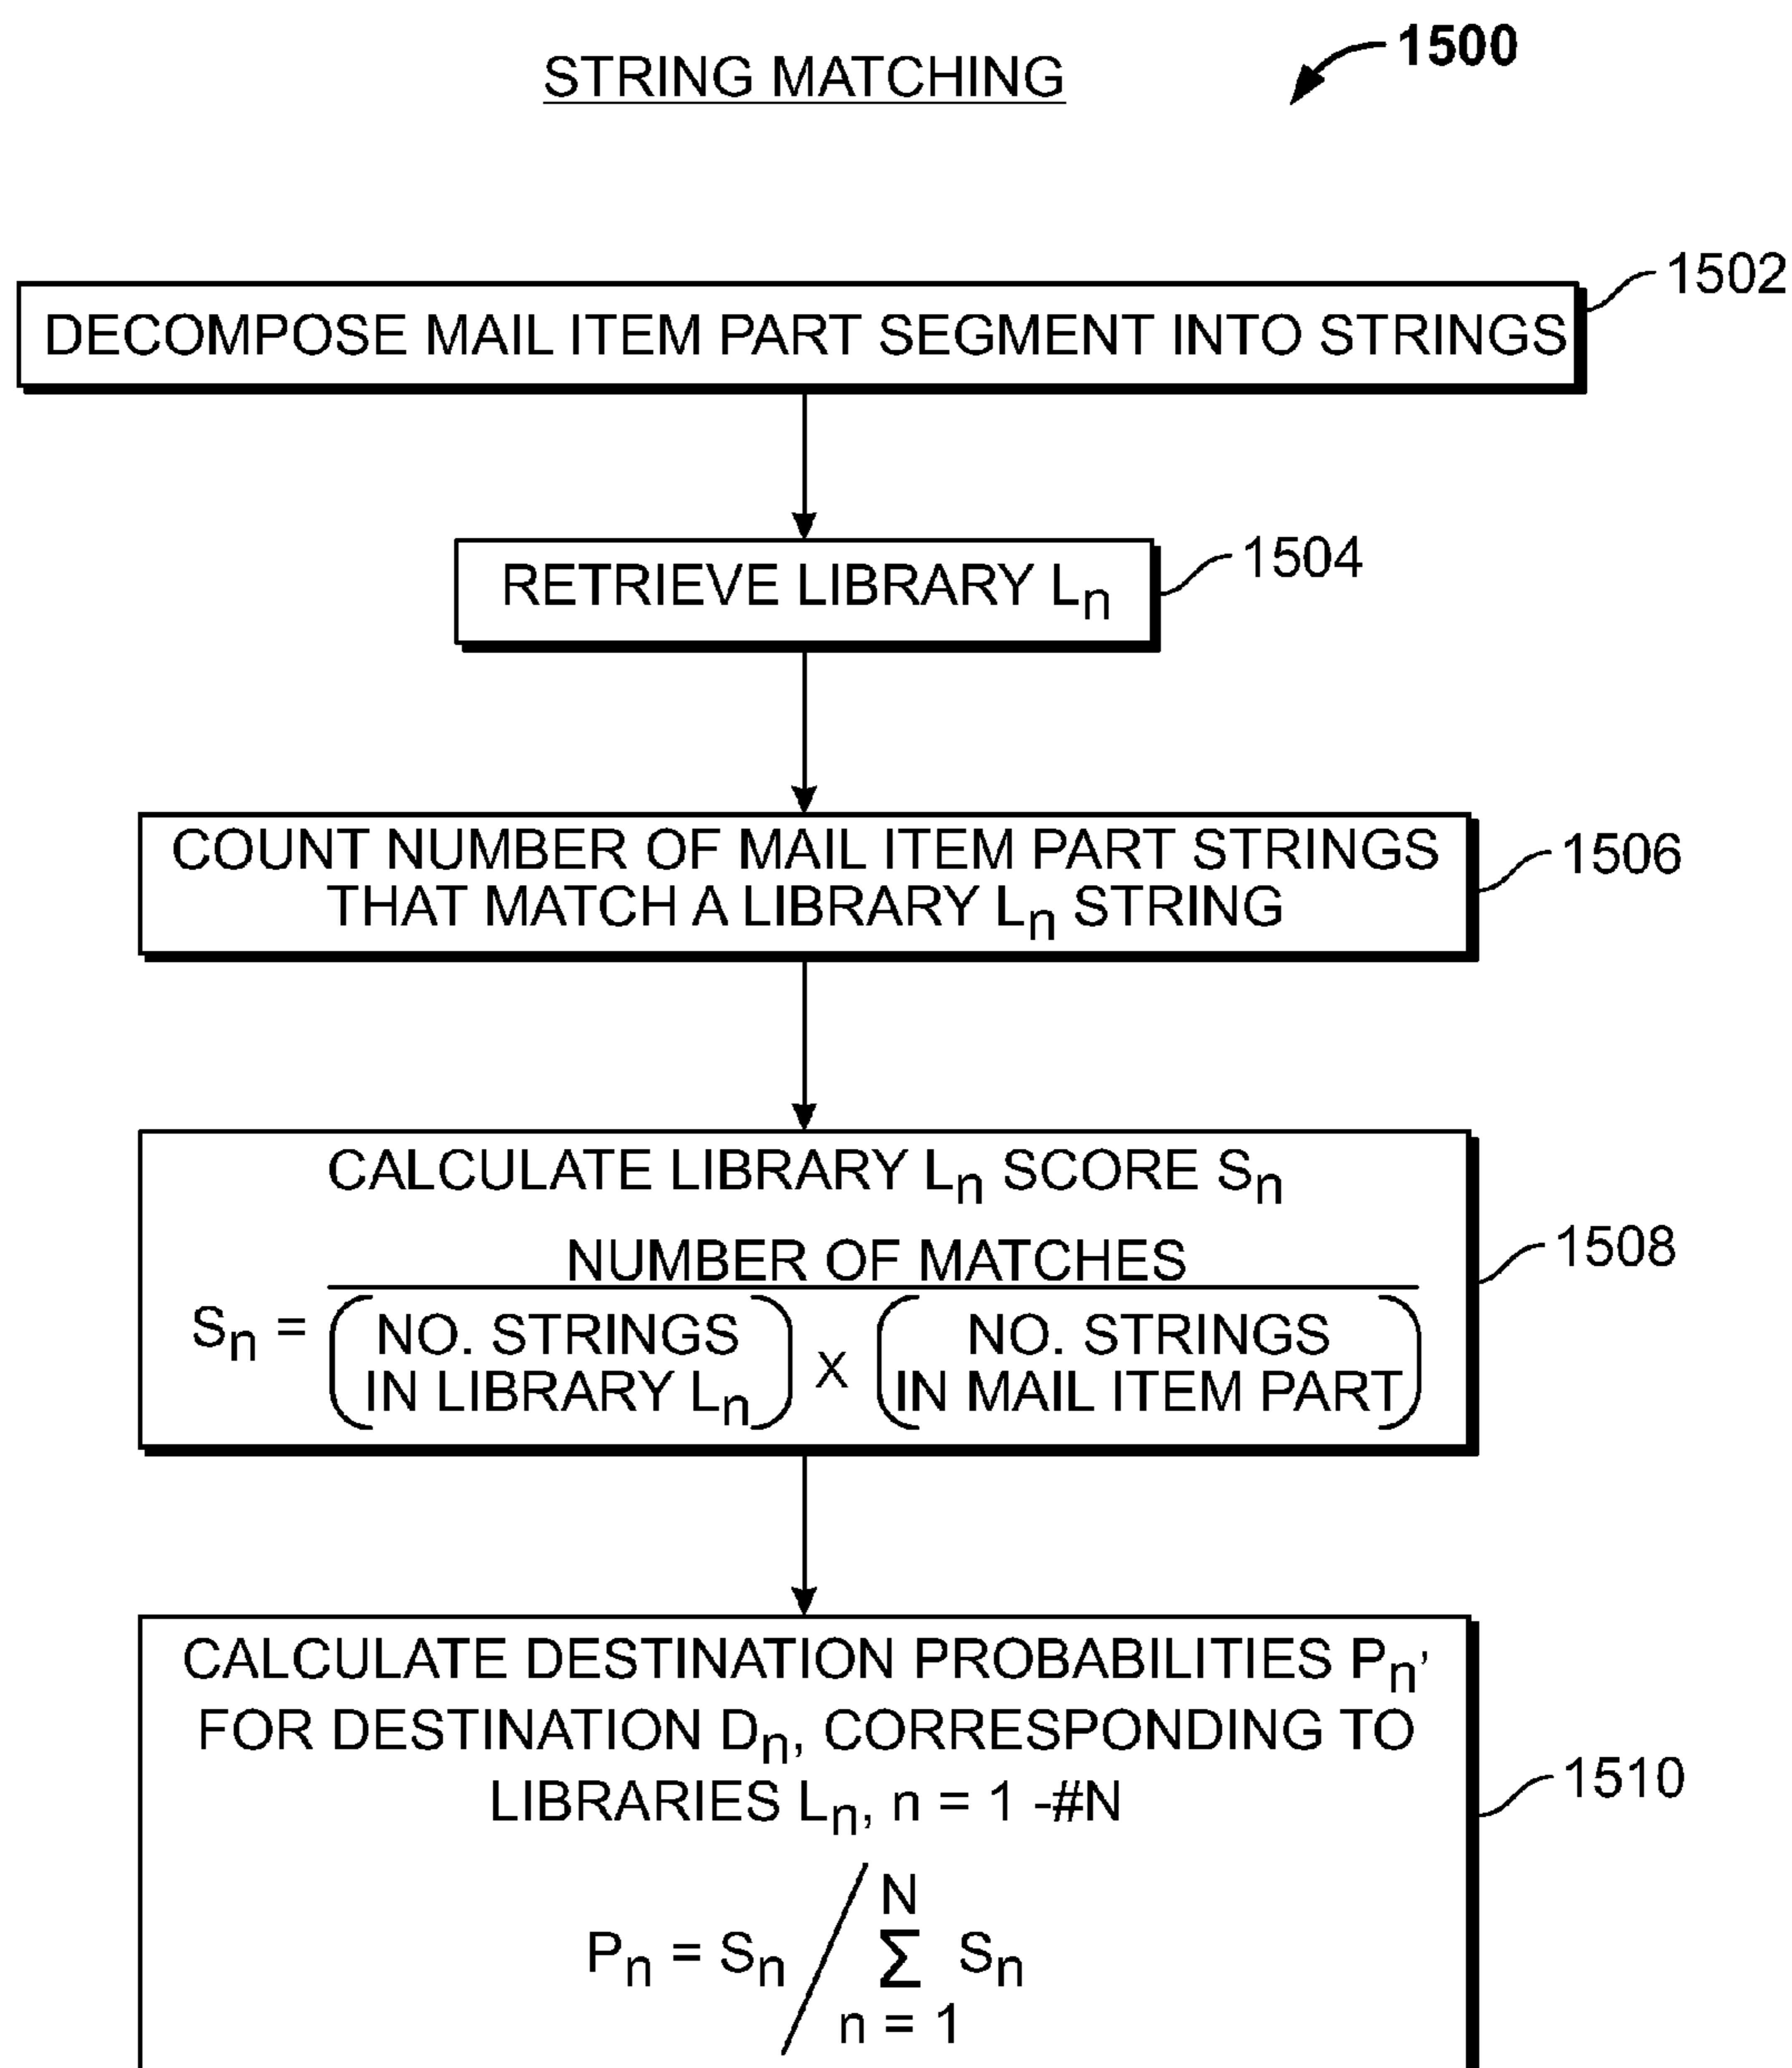 STRING MATCHING
1500
1502
DECOMPOSE MAIL ITEM PART SEGMENT INTO STRINGS
RETRIEVE LIBRARY Ln
1504
COUNT NUMBER OF MAIL ITEM PART STRINGS
THAT MATCH A LIBRARY Ln STRING
1506
CALCULATE LIBRARY Ln SCORE Sn
NUMBER OF MATCHES
Sn = (NO. STRINGS IN LIBRARY Ln) X (NO. STRINGS IN MAIL ITEM PART)
1508
CALCULATE DESTINATION PROBABILITIES Pn,
FOR DESTINATION Dn, CORRESPONDING TO
LIBRARIES Ln, n = 1 -#N
1510
N
Pn = Sn / Σ Sn
n = 1